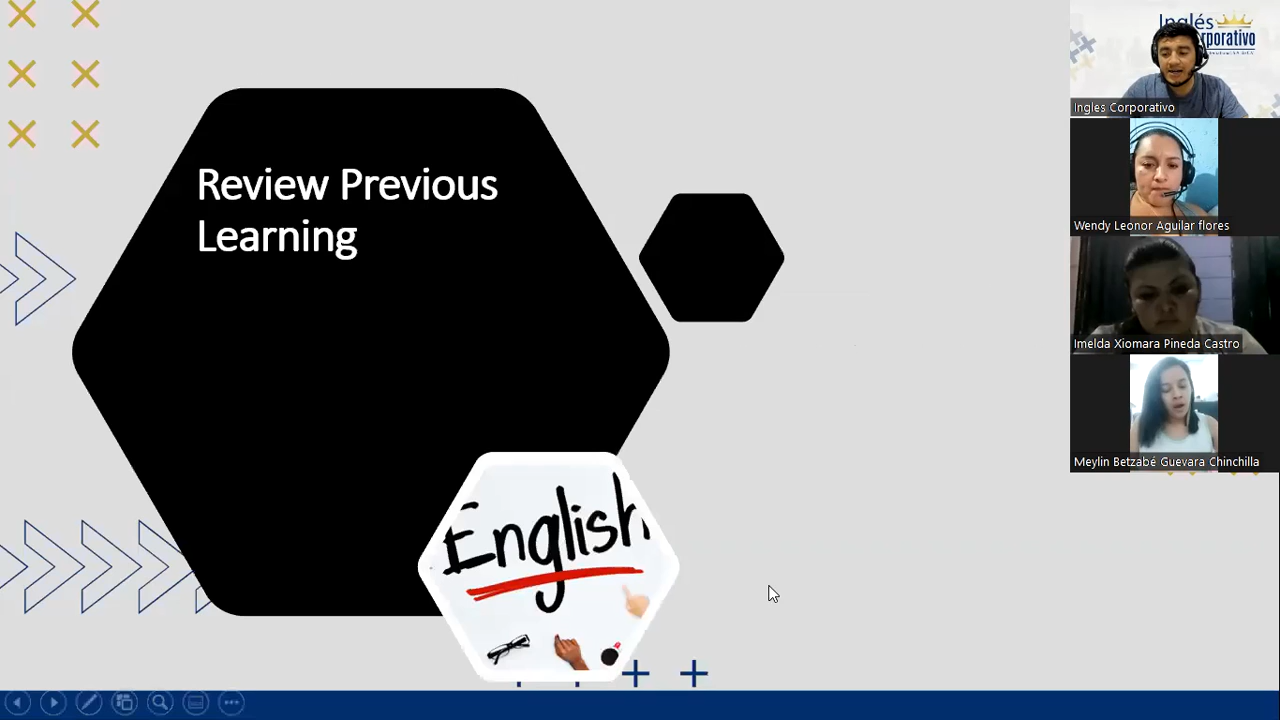 Review Previous
Learning
English
Inglés
Ingles Corporativo
Wendy Leonor Aguilar flores
Imelda Xiomara Pineda Castro
Meylin Betzabé Guevara Chinchilla